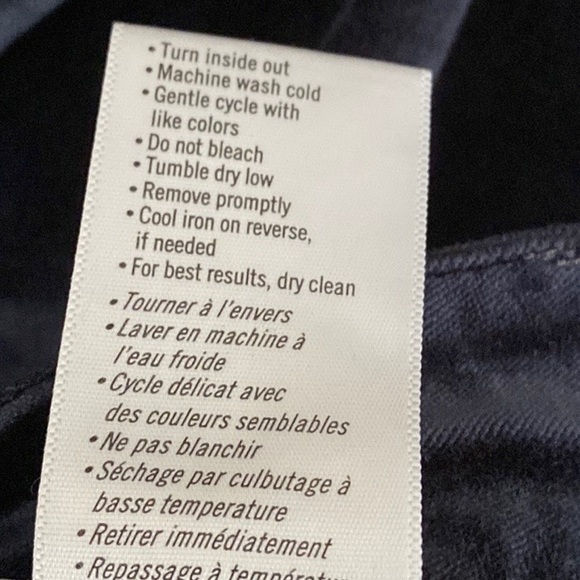 • Turn inside out
• Machine wash cold
• Gentle cycle with
like colors
• Do not bleach
• Tumble dry low
• Remove promptly
• Cool iron on reverse,
if needed
• For best results, dry clean
• Tourner à l'envers
• Laver en machine à
l'eau froide
• Cycle délicat avec
des couleurs semblables
• Ne pas blanchir
• Séchage par culbutage à
basse temperature
• Retirer immédiatement
• Repassage à